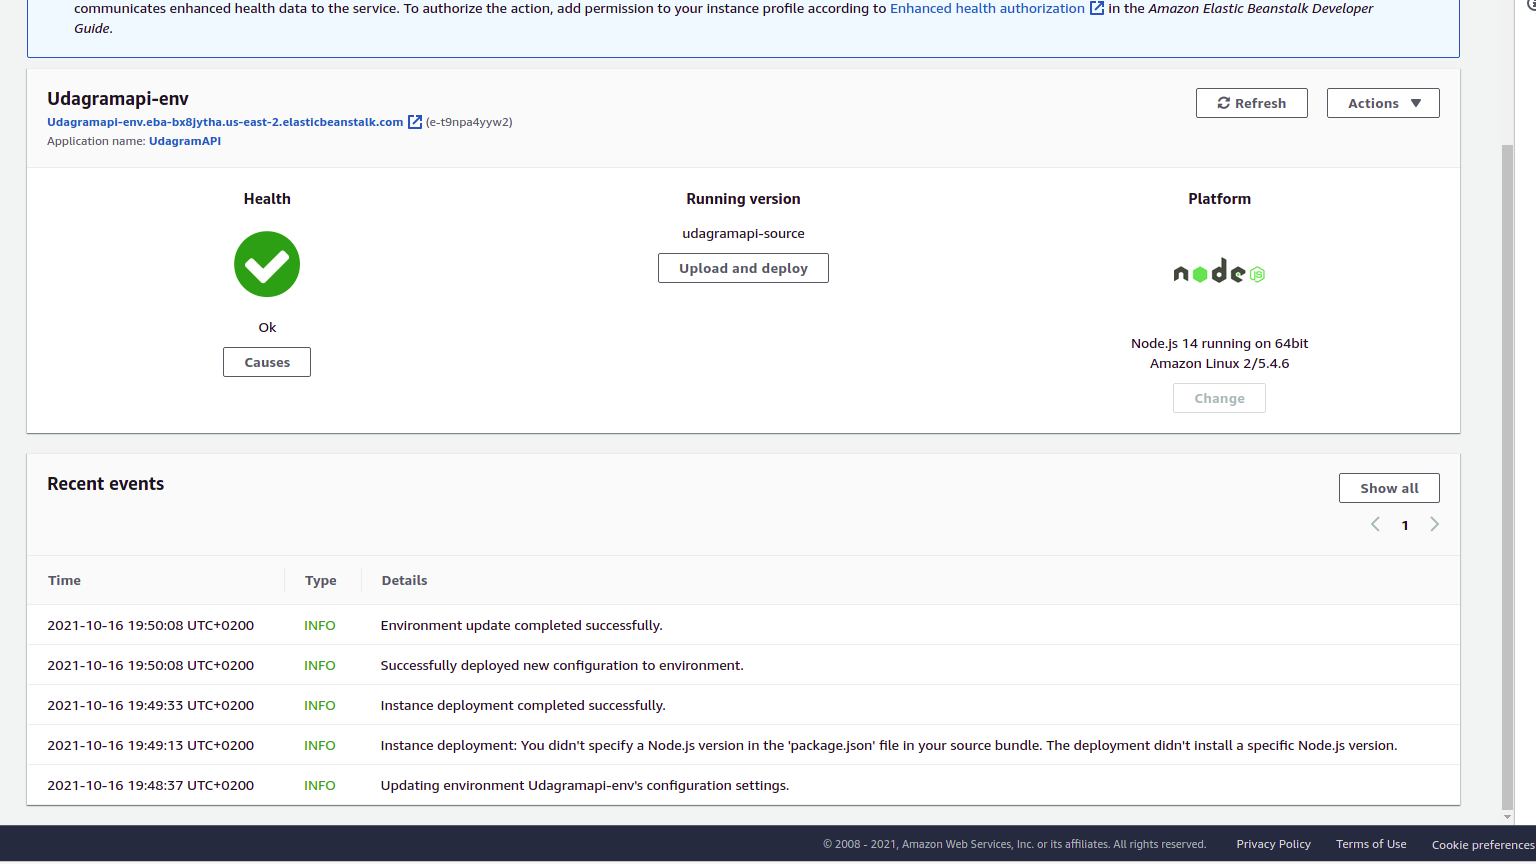 communicates enhanced health data to the service. To authorize the action, add permission to your instance profile according to Enhanced health authorization in the Amazon Elastic Beanstalk Developer
Guide.
Udagramapi-env
Refresh
Actions
Udagramapi-env.eba-bx8jytha.us-east-2.elasticbeanstalk.com (e-t9npa4yyw2)
Application name: UdagramAPI
Health
Running version
Platform
udagramapi-source
Upload and deploy
node JS
Ok
Causes
Node.js 14 running on 64bit
Amazon Linux 2/5.4.6
Change
Recent events
Show all
1
Time Type Details
2021-10-16 19:50:08 UTC+0200 INFO Environment update completed successfully.
2021-10-16 19:50:08 UTC+0200 INFO Successfully deployed new configuration to environment.
2021-10-16 19:49:33 UTC+0200 INFO Instance deployment completed successfully.
2021-10-16 19:49:13 UTC+0200 INFO Instance deployment: You didn't specify a Node.js version in the 'package.json' file in your source bundle. The deployment didn't install a specific Node.js version.
2021-10-16 19:48:37 UTC+0200 INFO Updating environment Udagramapi-env's configuration settings.
© 2008 - 2021, Amazon Web Services, Inc. or its affiliates. All rights reserved. Privacy Policy Terms of Use Cookie preferences